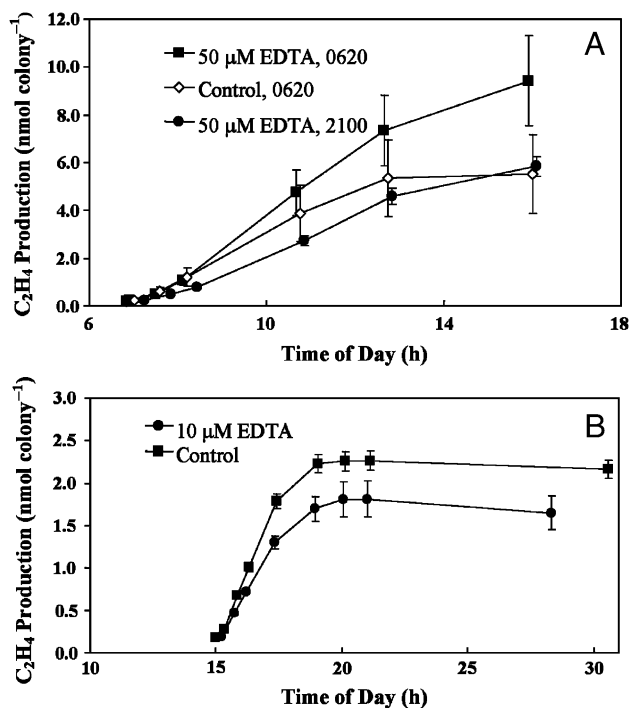 A
C₂H₄ Production (nmol colony⁻¹)
12.0
10.0
8.0
6.0
4.0
2.0
0.0
50 μM EDTA, 0620
Control, 0620
50 μM EDTA, 2100
6
10
14
18
Time of Day (h)
B
C₂H₄ Production (nmol colony⁻¹)
3.0
2.5
2.0
1.5
1.0
0.5
0.0
10 μM EDTA
Control
10
15
20
25
30
Time of Day (h)